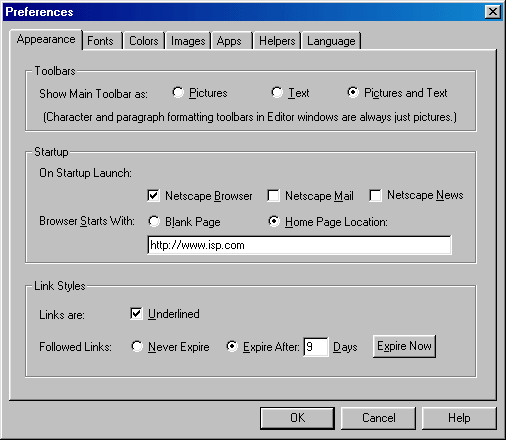 Preferences
Appearance Fonts Colors Images Apps Helpers Language
Toolbars
Show Main Toolbar as: Pictures Text Pictures and Text
(Character and paragraph formatting toolbars in Editor windows are always just pictures.)
Startup
On Startup Launch:
Netscape Browser Netscape Mail Netscape News
Browser Starts With: Blank Page Home Page Location:
http://www.isp.com
Link Styles
Links are: Underlined
Followed Links: Never Expire Expire After: 9 Days Expire Now
OK Cancel Help